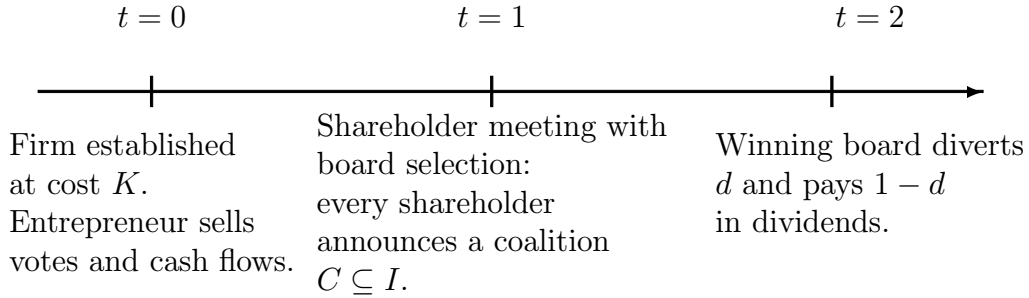 t = 0
t = 1
t = 2
Firm established
at cost K.
Entrepreneur sells
votes and cash flows.
Shareholder meeting with
board selection:
every shareholder
announces a coalition
C ⊆ I.
Winning board diverts
d and pays 1 − d
in dividends.